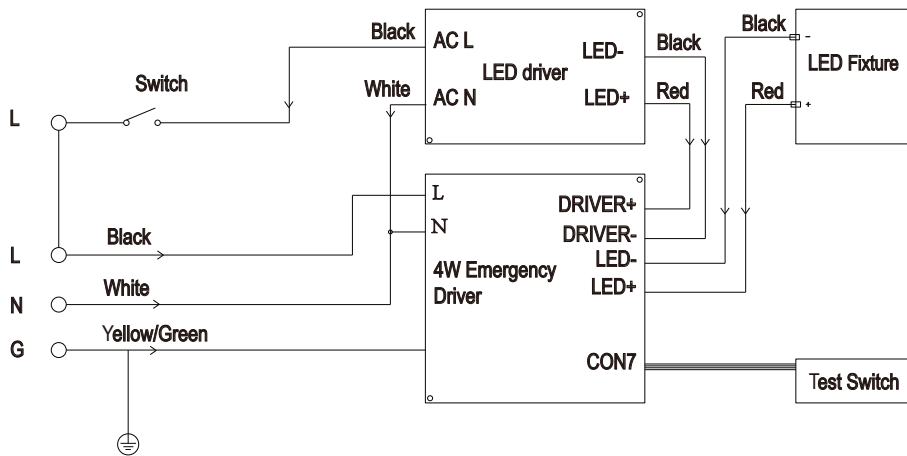 Black
AC L
LED-
Black
Black
−
LED Fixture
LED driver
Switch
White
AC N
LED+
Red
Red
+
L
L
DRIVER+
N
DRIVER-
L
Black
LED-
4W Emergency
Driver
LED+
N
White
G
Yellow/Green
CON7
Test Switch